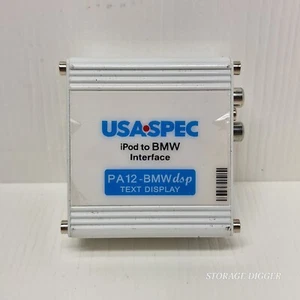 USA SPEC
iPod to BMW
Interface
PA12-BMWdsp
TEXT DISPLAY
STORAGE DIGGER